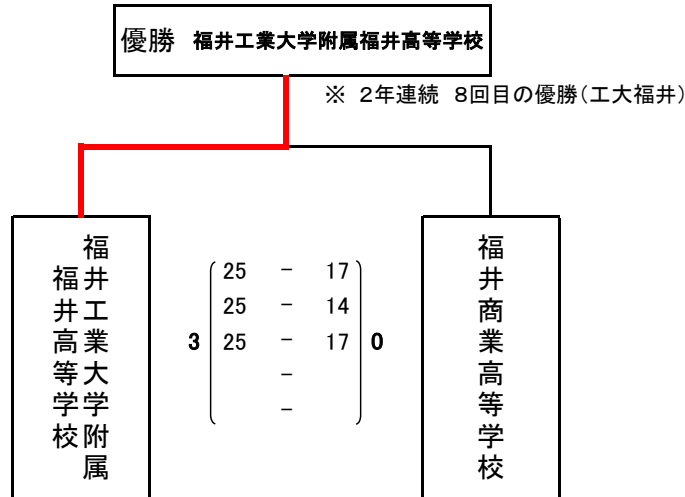 優勝 福井工業大学附属福井高等学校
※ 2年連続 8回目の優勝(工大福井)
福井工業大学附属
福井高等学校
3
25 - 17
25 - 14
25 - 17
-
-
0
福井商業高等学校